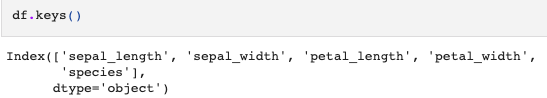 df.keys()
Index(['sepal_length', 'sepal_width', 'petal_length', 'petal_width',
'species'],
dtype='object')